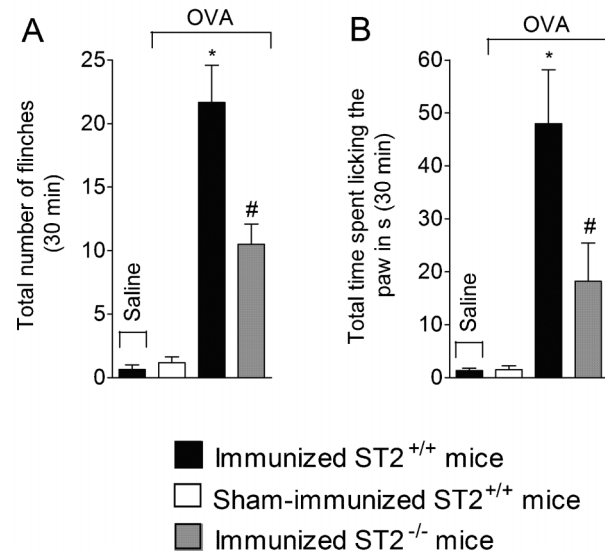 A
OVA
Total number of flinches
(30 min)
25
20
15
10
5
0
Saline
*
#
B
OVA
Total time spent licking the
paw in s (30 min)
60
50
40
30
20
10
0
Saline
*
#
Immunized ST2+/+ mice
Sham-immunized ST2+/+ mice
Immunized ST2-/- mice